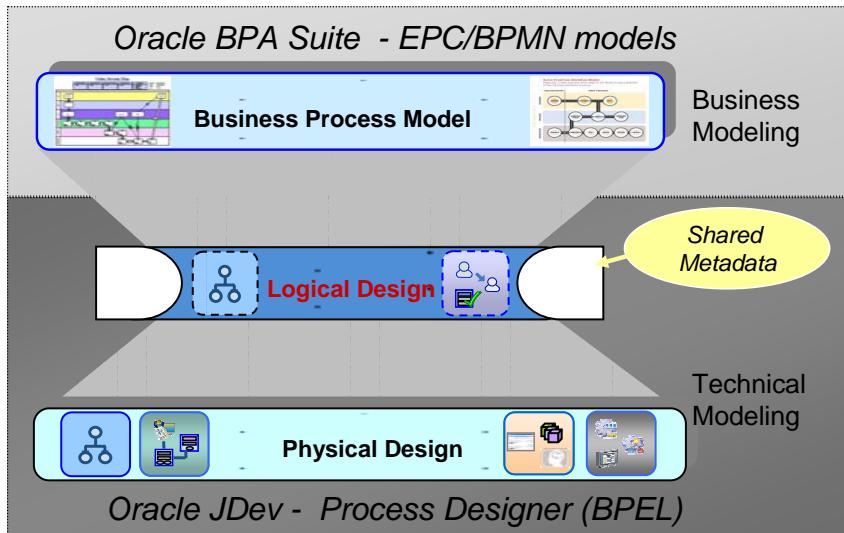 Oracle BPA Suite - EPC/BPMN models
Business Process Model
Business
Modeling
Shared
Metadata
Logical Design
Technical
Modeling
Physical Design
Oracle JDev - Process Designer (BPEL)